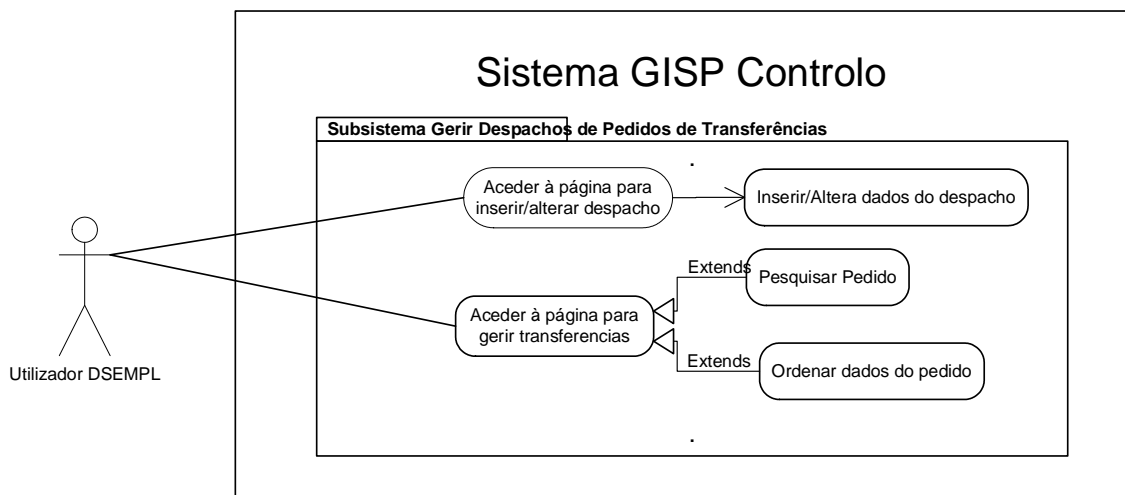 Sistema GISP Controlo
Subsistema Gerir Despachos de Pedidos de Transferências
.
Aceder à página para
inserir/alterar despacho
Inserir/Altera dados do despacho
Extends
Pesquisar Pedido
Aceder à página para
gerir transferencias
Extends
Ordenar dados do pedido
Utilizador DSEMPL
.